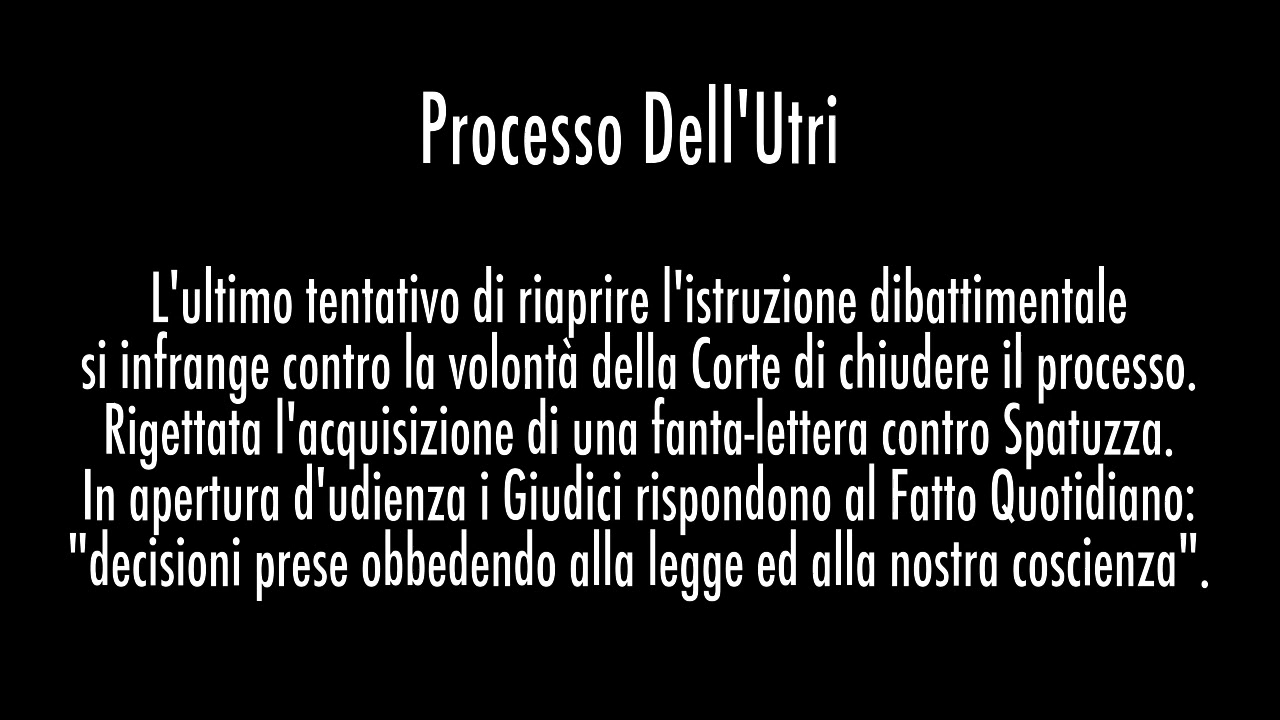 Processo Dell'Utri
L'ultimo tentativo di riaprire l'istruzione dibattimentale
si infrange contro la volontà della Corte di chiudere il processo.
Rigettata l'acquisizione di una fanta-lettera contro Spatuzza.
In apertura d'udienza i Giudici rispondono al Fatto Quotidiano:
"decisioni prese obbedendo alla legge ed alla nostra coscienza".